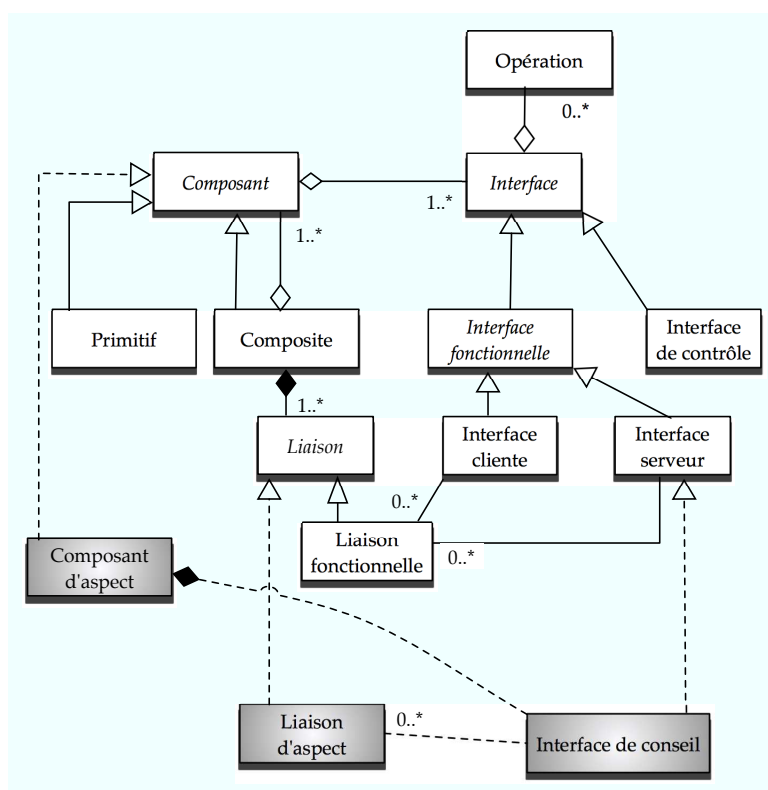 Opération
0..*
Composant
Interface
1..*
1..*
Primitif
Composite
Interface
fonctionnelle
Interface
de contrôle
1..*
Liaison
Interface
cliente
Interface
serveur
0..*
Liaison
fonctionnelle
0..*
Composant
d'aspect
Liaison
d'aspect
0..*
Interface de conseil